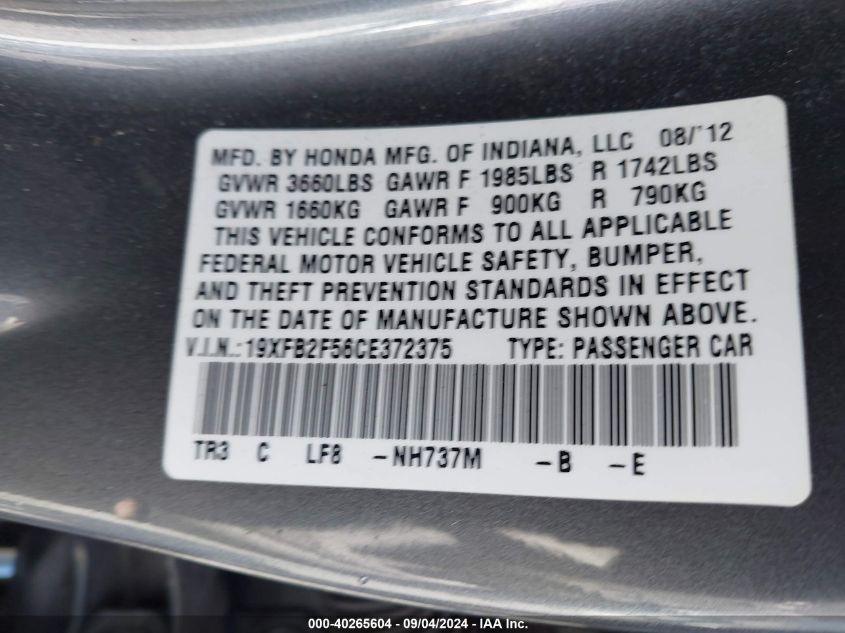 MFD. BY HONDA MFG. OF INDIANA, LLC 08/'12
GVWR 3660LBS GAWR F 1985LBS R 1742LBS
GVWR 1660KG GAWR F 900KG R 790KG
THIS VEHICLE CONFORMS TO ALL APPLICABLE
FEDERAL MOTOR VEHICLE SAFETY, BUMPER,
AND THEFT PREVENTION STANDARDS IN EFFECT
ON THE DATE OF MANUFACTURE SHOWN ABOVE.
V.I.N.:19XFB2F56CE372375 TYPE: PASSENGER CAR
TR3 C LF8 -NH737M -B -E
000-40265604 - 09/04/2024 - IAA Inc.